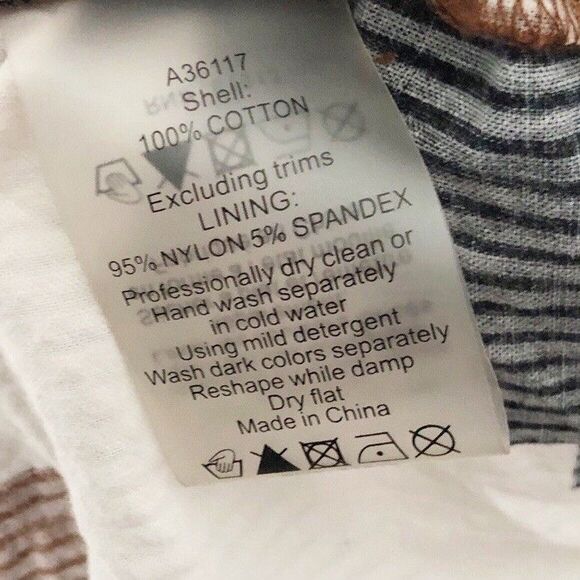 A36117
Shell:
100% COTTON
Excluding trims
LINING:
95% NYLON 5% SPANDEX
Professionally dry clean or
Hand wash separately
in cold water
Using mild detergent
Wash dark colors separately
Reshape while damp
Dry flat
Made in China